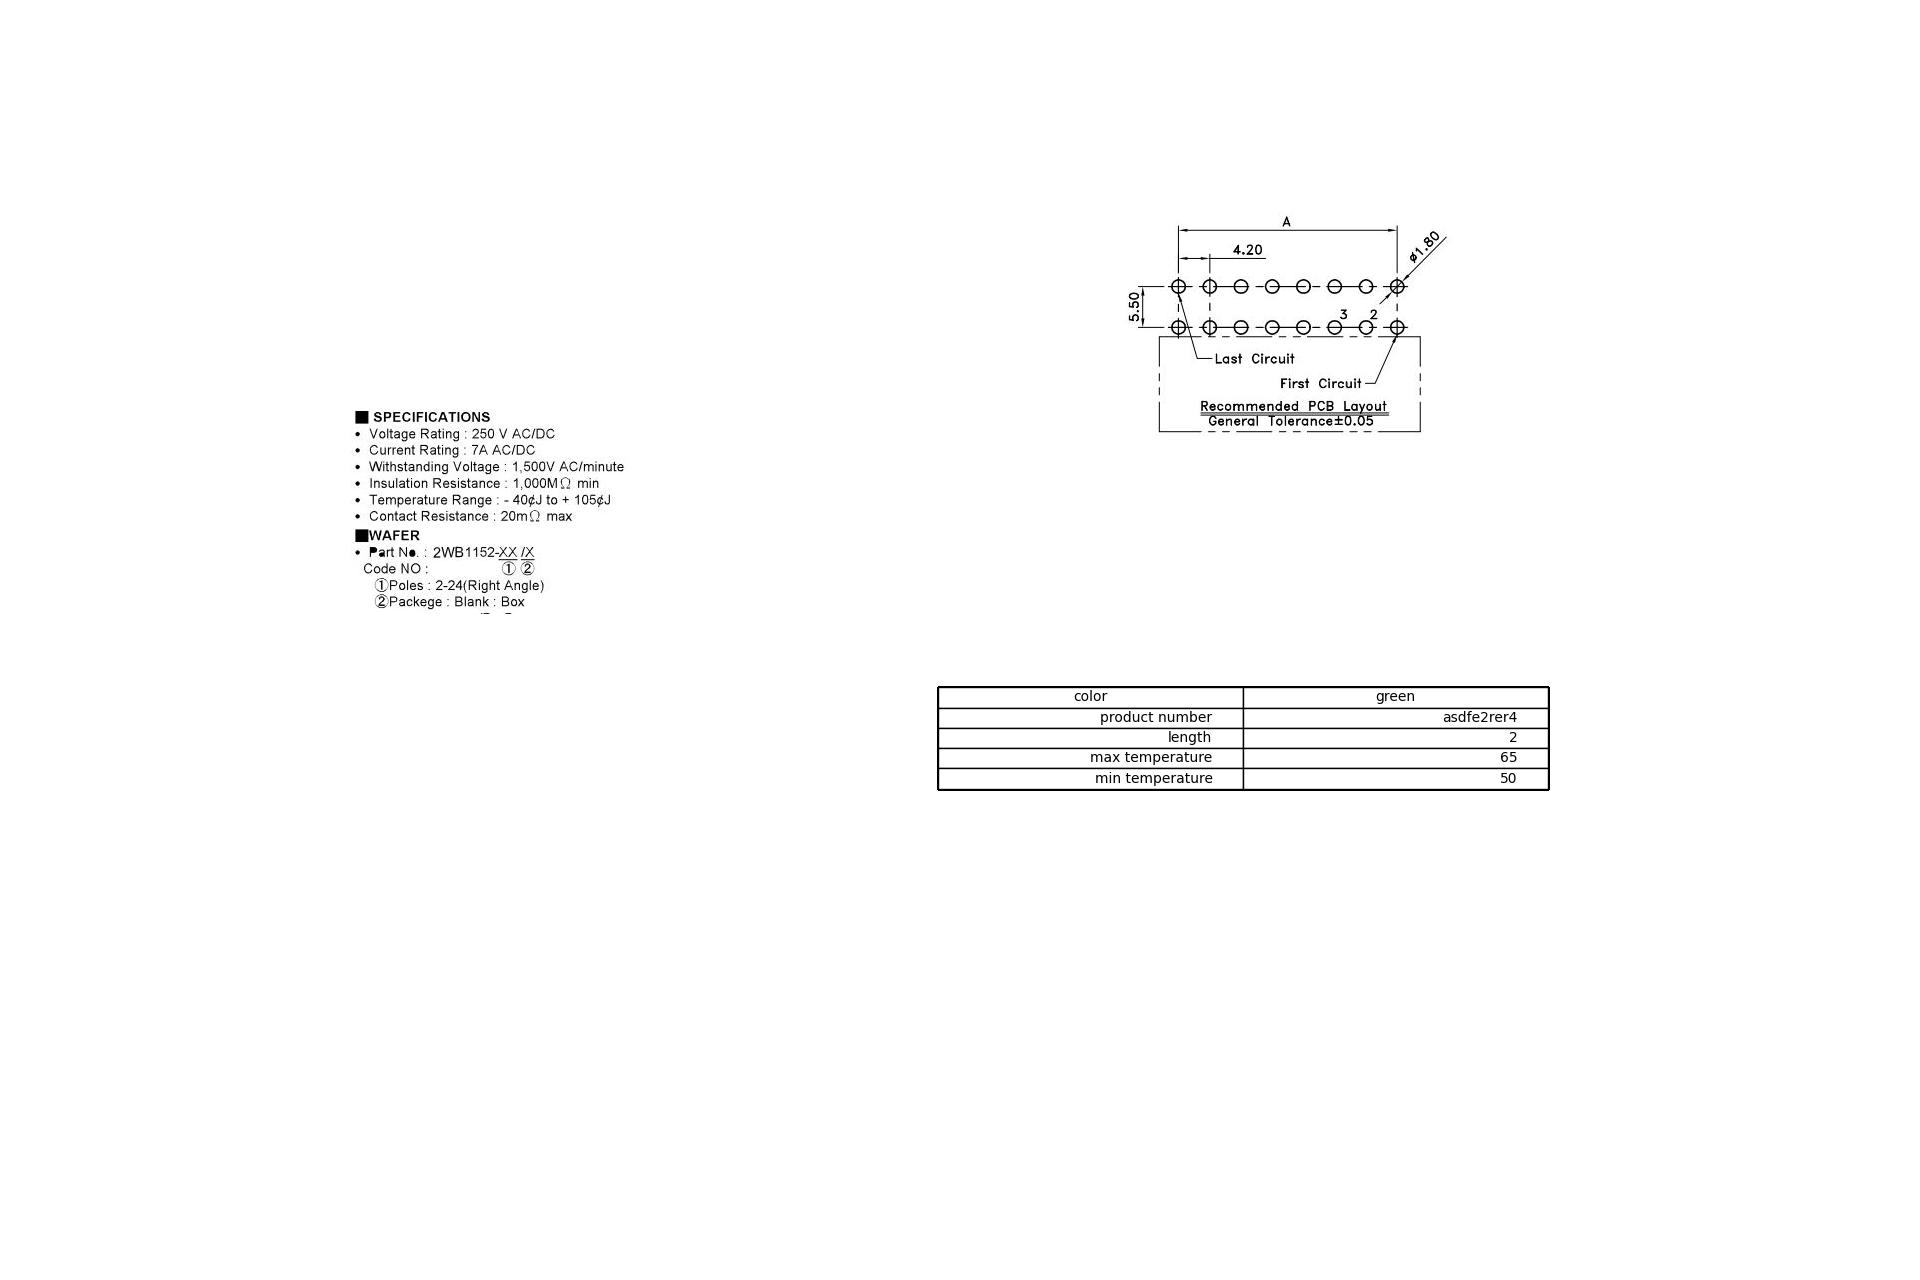 ■ SPECIFICATIONS
• Voltage Rating : 250 V AC/DC
• Current Rating : 7A AC/DC
• Withstanding Voltage : 1,500V AC/minute
• Insulation Resistance : 1,000MΩ min
• Temperature Range : - 40¢J to + 105¢J
• Contact Resistance : 20mΩ max
■WAFER
• Part No. : 2WB1152-XX /X
Code NO : ① ②
①Poles : 2-24(Right Angle)
②Packege : Blank : Box
A
4.20
ø1.80
5.50
3 2
Last Circuit
First Circuit
Recommended PCB Layout
General Tolerance±0.05
color green
product number asdfe2rer4
length 2
max temperature 65
min temperature 50